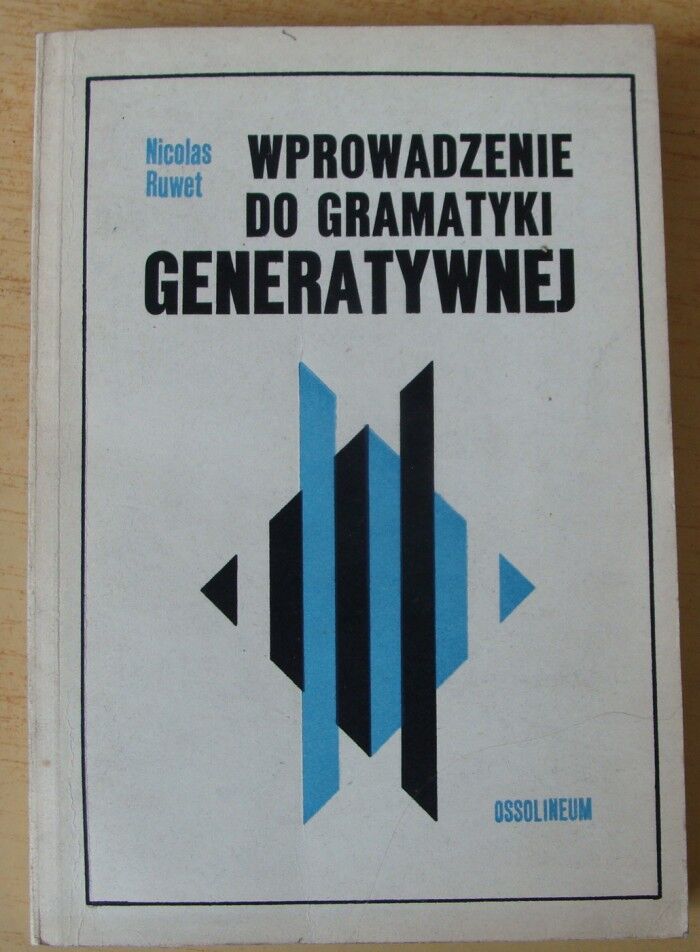 Nicolas
Ruwet
WPROWADZENIE
DO GRAMATYKI
GENERATYWNEJ
OSSOLINEUM